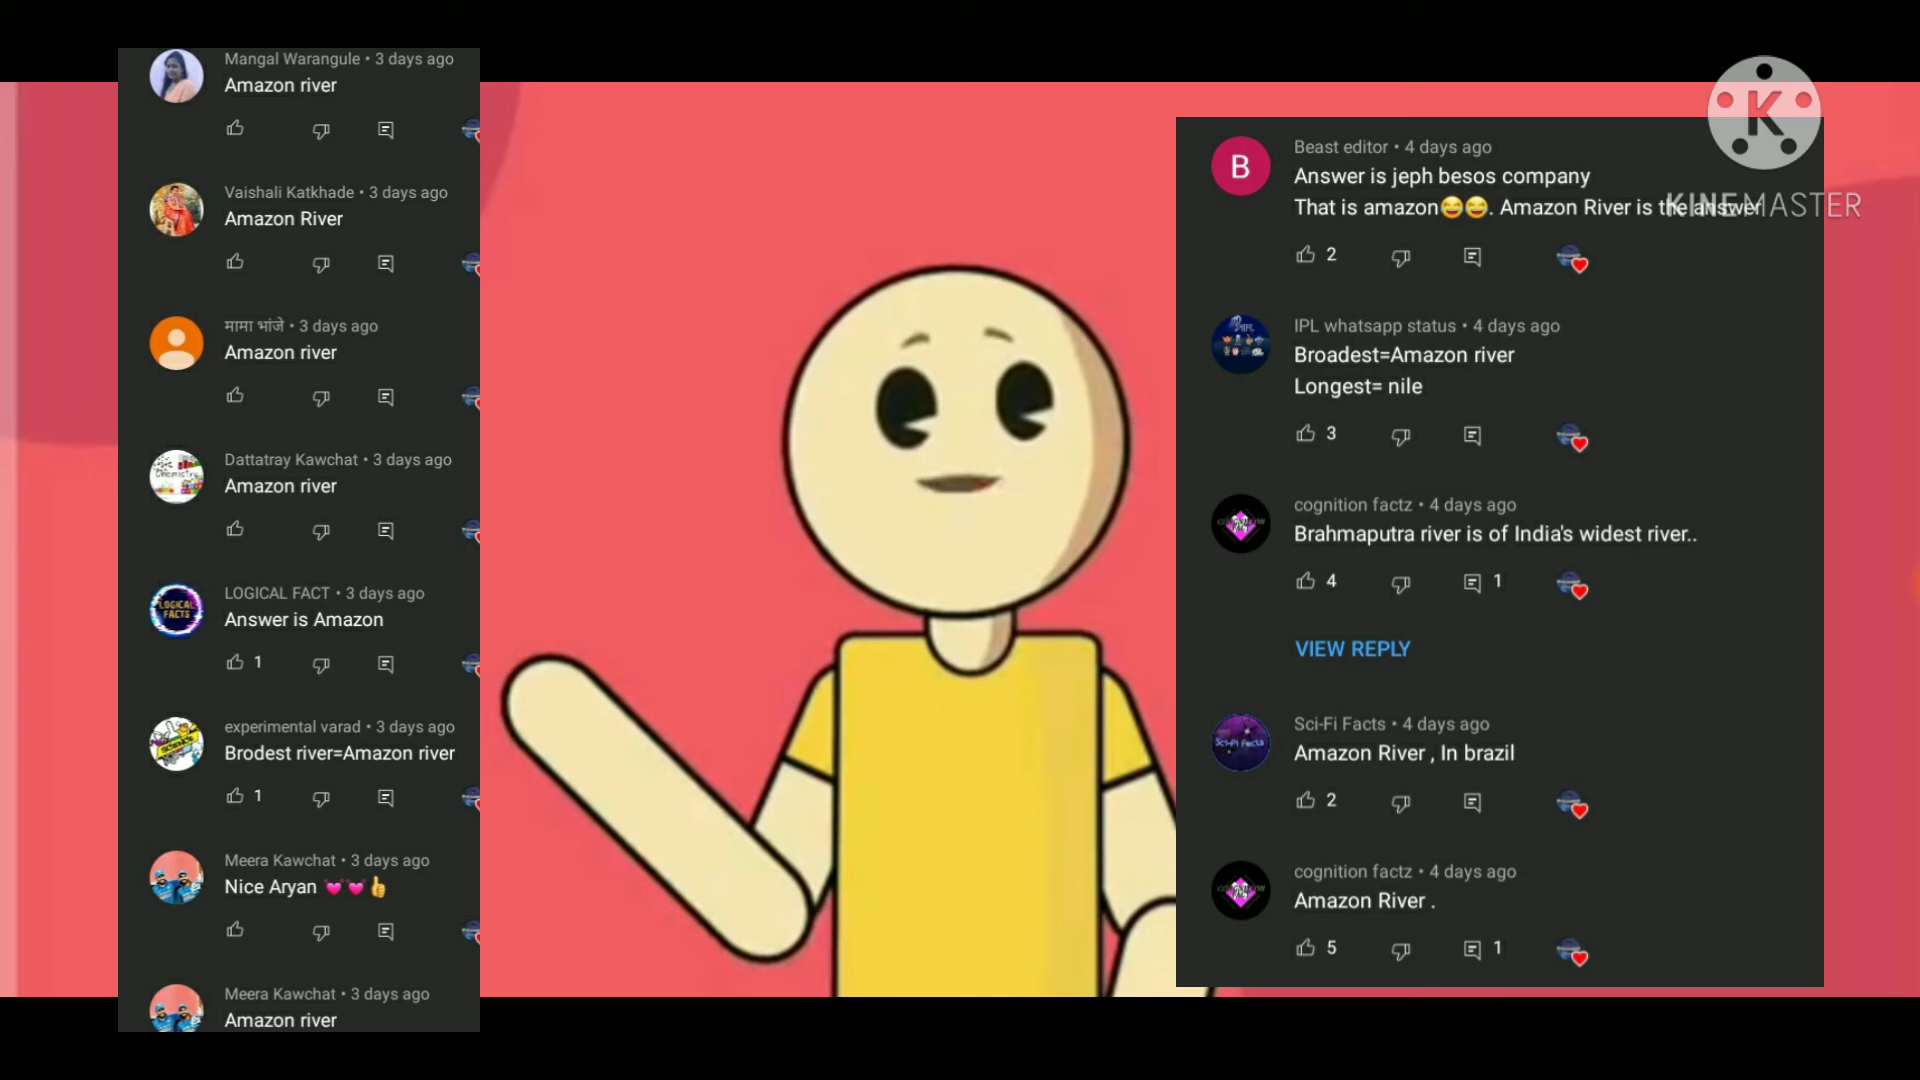 Mangal Warangule • 3 days ago
Amazon river
Vaishali Katkhade • 3 days ago
Amazon River
मामा भांजे • 3 days ago
Amazon river
Dattatray Kawchat • 3 days ago
Amazon river
LOGICAL FACT • 3 days ago
Answer is Amazon
1
experimental varad • 3 days ago
Brodest river=Amazon river
1
Meera Kawchat • 3 days ago
Nice Aryan 💓💓👍
Meera Kawchat • 3 days ago
Amazon river
B
Beast editor • 4 days ago
Answer is jeph besos company
That is amazon😂😂. Amazon River is the answer
2
IPL whatsapp status • 4 days ago
Broadest=Amazon river
Longest= nile
3
cognition factz • 4 days ago
Brahmaputra river is of India's widest river..
4 1
VIEW REPLY
Sci-Fi Facts • 4 days ago
Amazon River , In brazil
2
cognition factz • 4 days ago
Amazon River .
5 1
K
KINEMASTER
LOGICAL
FACTS
Sci-Fi Facts
Chemistry